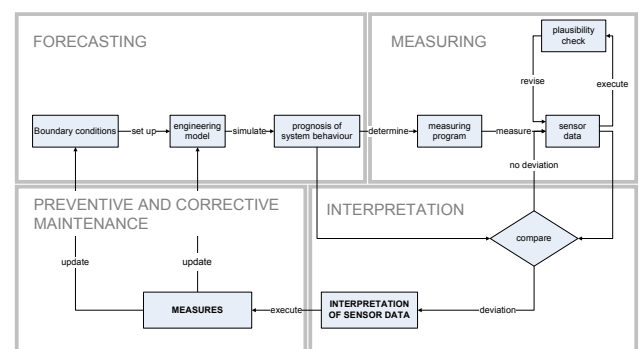 FORECASTING
MEASURING
plausibility
check
revise
execute
Boundary conditions
set up
engineering
model
simulate
prognosis of
system behaviour
determine
measuring
program
measure
sensor
data
no deviation
PREVENTIVE AND CORRECTIVE
MAINTENANCE
INTERPRETATION
compare
update
update
MEASURES
execute
INTERPRETATION
OF SENSOR DATA
deviation